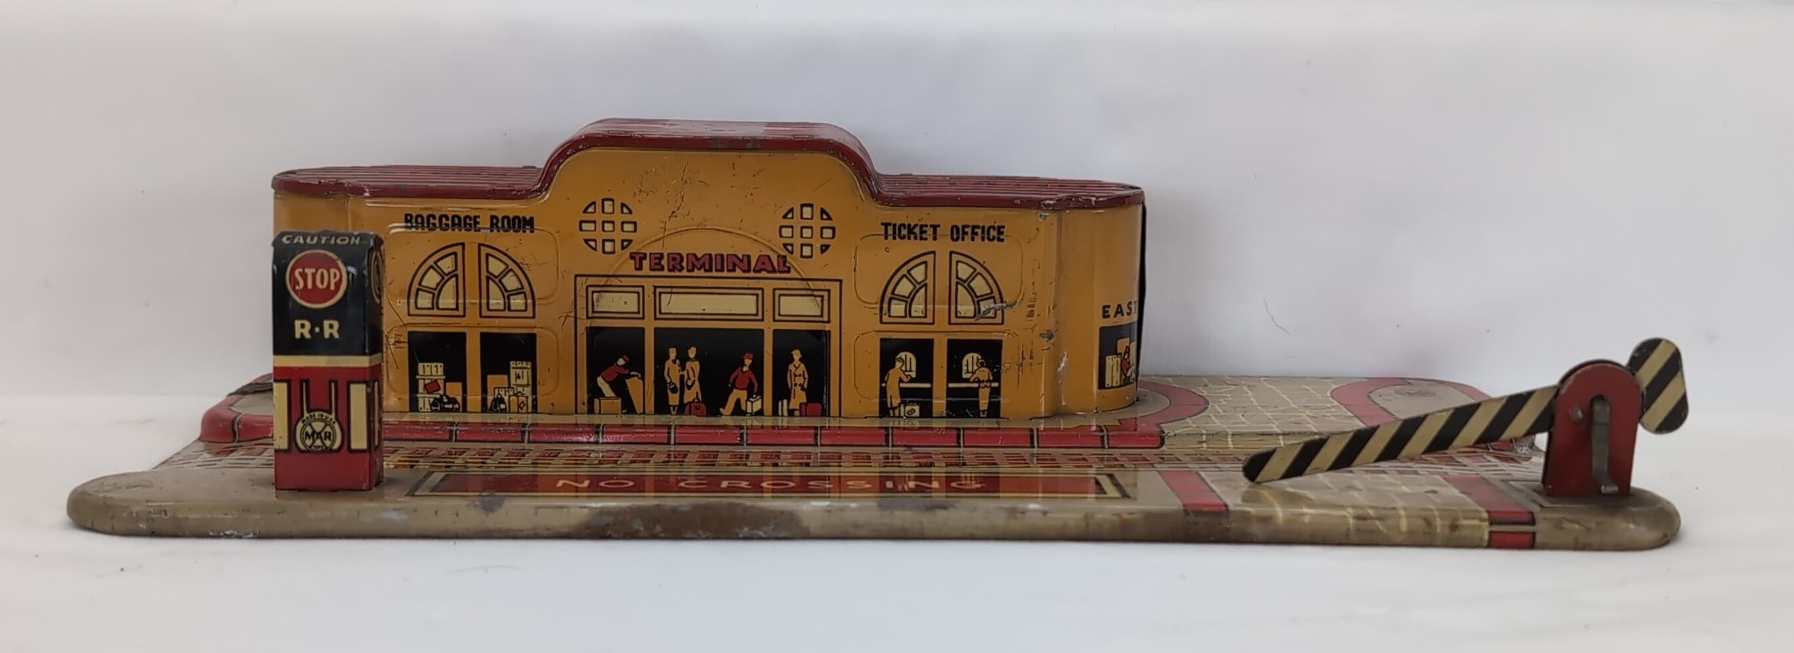 BAGGAGE ROOM
TERMINAL
TICKET OFFICE
EAST
CAUTION
STOP
R·R
MAR
NO CROSSING